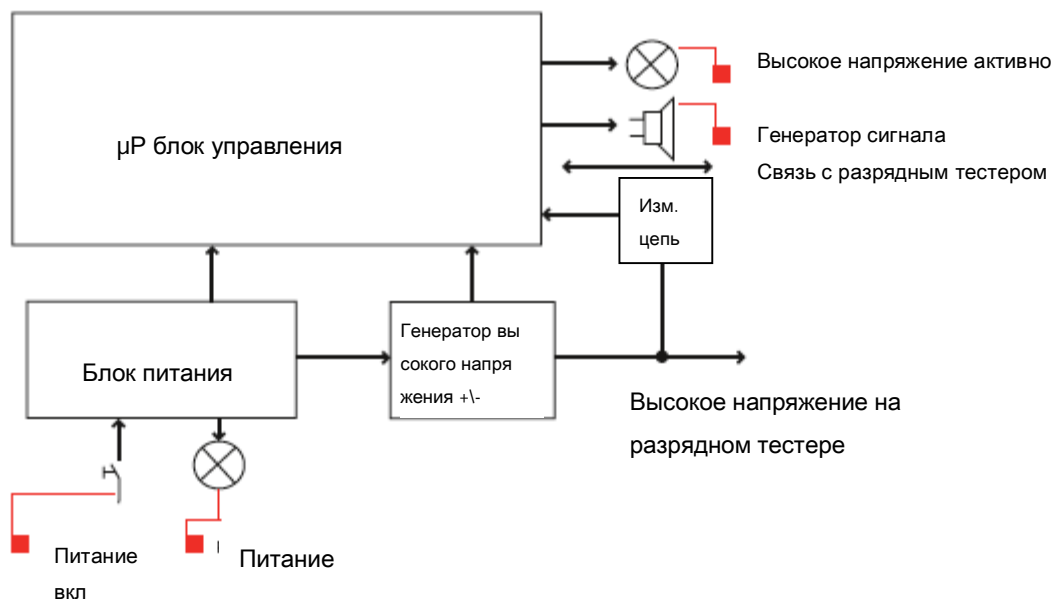 Высокое напряжение активно
µP блок управления
Генератор сигнала
Связь с разрядным тестером
Изм.
цепь
Генератор вы
сокого напря
жения +\-
Блок питания
Высокое напряжение на
разрядном тестере
Питание
вкл
Питание